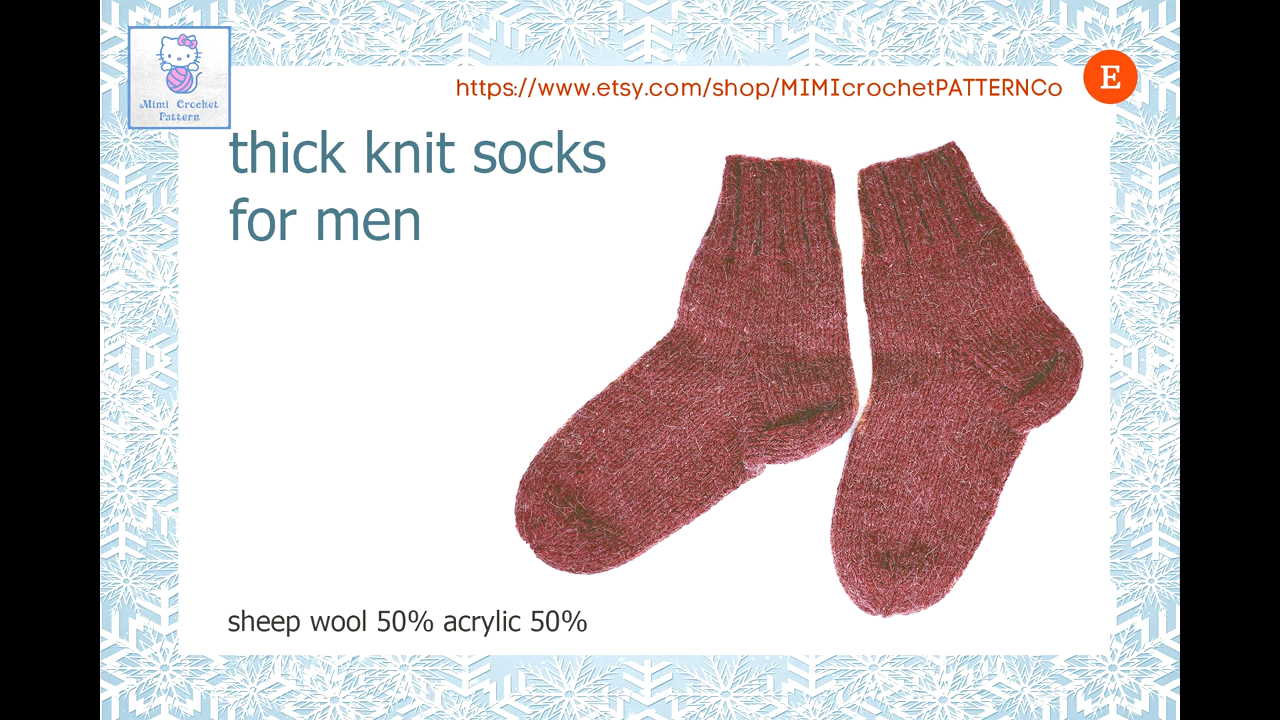 https://www.etsy.com/shop/MIMIcrochetPATTERNCo
E
Mimi Crochet
Pattern
thick knit socks
for men
sheep wool 50% acrylic 50%